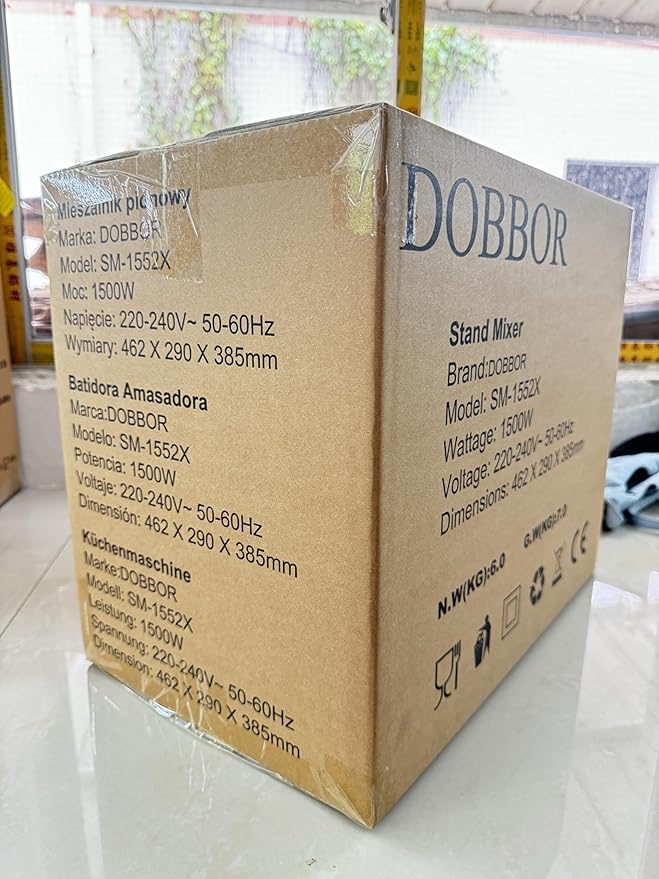 Mieszalnik pionowy
Marka: DOBBOR
Model: SM-1552X
Moc: 1500W
Napięcie: 220-240V~ 50-60Hz
Wymiary: 462 X 290 X 385mm
Batidora Amasadora
Marca:DOBBOR
Modelo: SM-1552X
Potencia: 1500W
Voltaje: 220-240V~ 50-60Hz
Dimensión: 462 X 290 X 385mm
Küchenmaschine
Marke:DOBBOR
Modell: SM-1552X
Leistung: 1500W
Spannung: 220-240V~ 50-60Hz
Dimension: 462 X 290 X 385mm
DOBBOR
Stand Mixer
Brand:DOBBOR
Model: SM-1552X
Wattage: 1500W
Voltage: 220-240V~ 50-60Hz
Dimensions: 462 X 290 X 385mm
N.W(KG):6.0 G.W(KG):7.0
CE